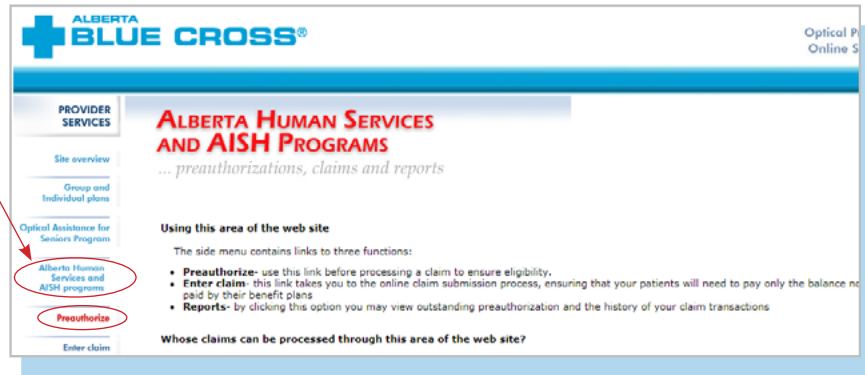 ALBERTA
BLUE CROSS®
Optical P
Online S
PROVIDER
SERVICES
Site overview
Group and
Individual plans
Optical Assistance for
Seniors Program
Alberta Human
Services and
AISH programs
Preauthorize
Enter claim
ALBERTA HUMAN SERVICES
AND AISH PROGRAMS
... preauthorizations, claims and reports
Using this area of the web site
The side menu contains links to three functions:
• Preauthorize- use this link before processing a claim to ensure eligibility.
• Enter claim- this link takes you to the online claim submission process, ensuring that your patients will need to pay only the balance no
paid by their benefit plans
• Reports- by clicking this option you may view outstanding preauthorization and the history of your claim transactions
Whose claims can be processed through this area of the web site?